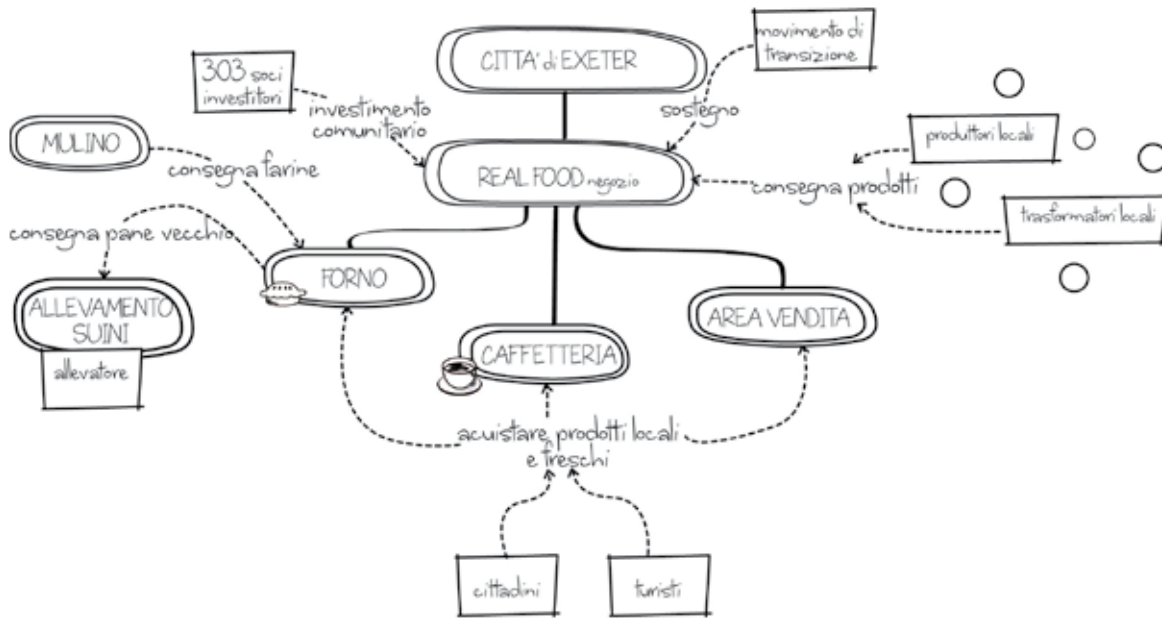 CITTA' di EXETER
movimento di
transizione
303 soci
investitori
investimento
comunitario
sostegno
MULINO
consegna farine
REAL FOOD negozio
consegna prodotti
produttori locali
trasformatori locali
consegna pane vecchio
FORNO
ALLEVAMENTO
SUINI
allevatore
CAFFETTERIA
AREA VENDITA
acuistare prodotti locali
e freschi
cittadini
turisti